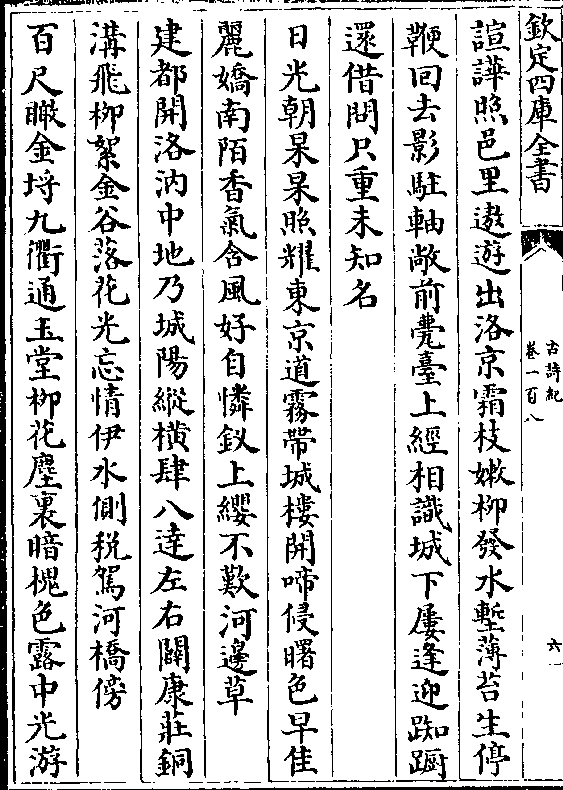 欽定四庫全書
古詩紀
卷一百八
六
諠譁照邑里遨遊出洛京霜枝嫰柳發水塹薄苔生停
鞭回去影駐軸敞前甍臺上經相識城下屢逢迎踟蹰
還借問只重未知名
日光朝杲杲照耀東京道霧帶城樓開啼侵曙色早佳
麗嬌南陌香氣含風好自憐釵上纓不歎河邊草
建都開洛汭中地乃城陽縱橫肆八逹左右闢康莊銅
溝飛柳絮金谷落花光忘情伊水側税駕河橋傍
百尺瞰金埒九衢通玉堂柳花塵裏暗槐色露中光游